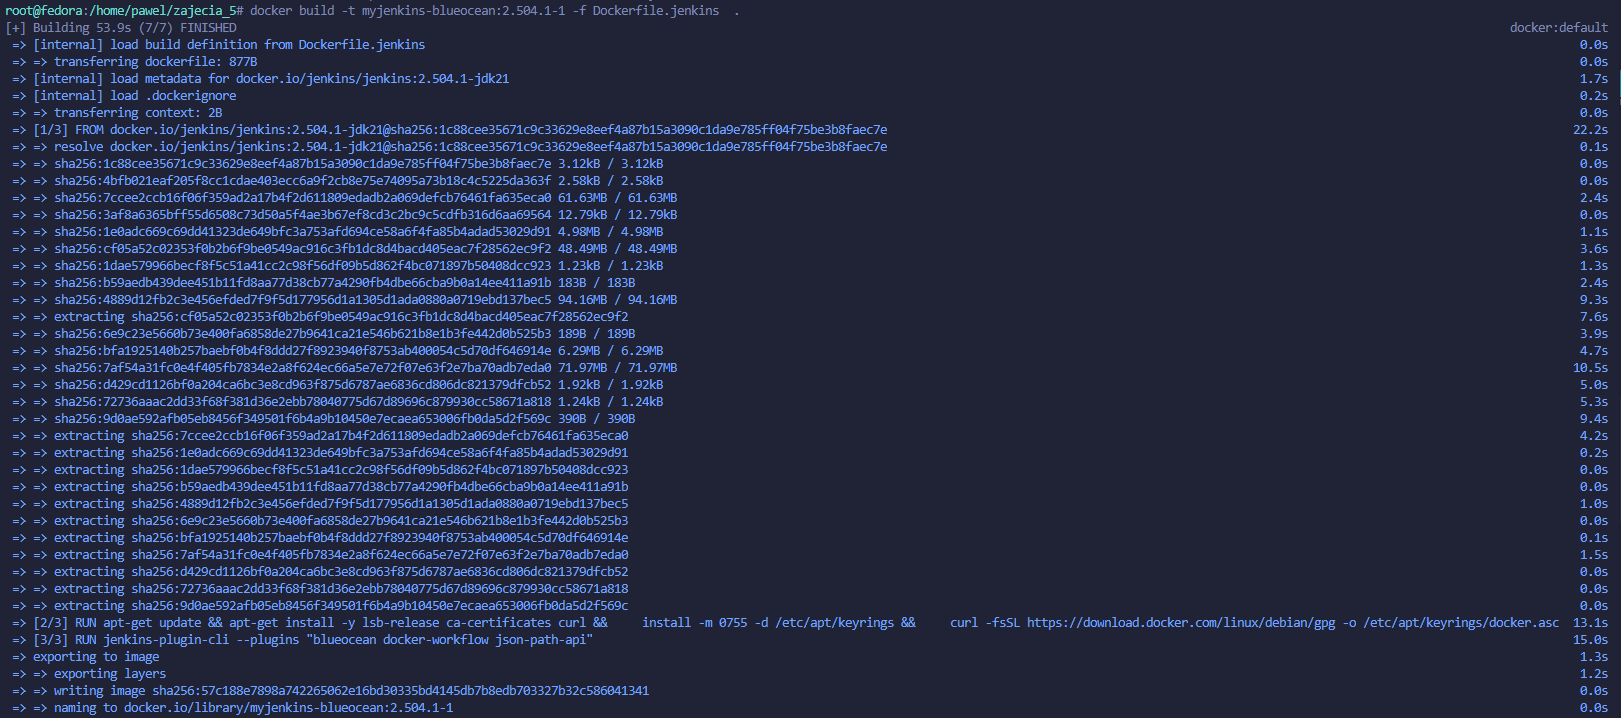 root@fedora:/home/pawel/zajecia_5# docker build -t myjenkins-blueocean:2.504.1-1 -f Dockerfile.jenkins  .
[+] Building 53.9s (7/7) FINISHED docker:default
=> [internal] load build definition from Dockerfile.jenkins 0.0s
=> => transferring dockerfile: 877B 0.0s
=> [internal] load metadata for docker.io/jenkins/jenkins:2.504.1-jdk21 1.7s
=> [internal] load .dockerignore 0.2s
=> => transferring context: 2B 0.0s
=> [1/3] FROM docker.io/jenkins/jenkins:2.504.1-jdk21@sha256:1c88cee35671c9c33629e8eef4a87b15a3090c1da9e785ff04f75be3b8faec7e 22.2s
=> => resolve docker.io/jenkins/jenkins:2.504.1-jdk21@sha256:1c88cee35671c9c33629e8eef4a87b15a3090c1da9e785ff04f75be3b8faec7e 0.1s
=> => sha256:1c88cee35671c9c33629e8eef4a87b15a3090c1da9e785ff04f75be3b8faec7e 3.12kB / 3.12kB 0.0s
=> => sha256:4bfb021eaf205f8cc1cdae403ecc6a9f2cb8e75e74095a73b18c4c5225da363f 2.58kB / 2.58kB 0.0s
=> => sha256:7ccee2ccb16f06f359ad2a17b4f2d611809edadb2a069defcb76461fa635eca0 61.63MB / 61.63MB 2.4s
=> => sha256:3af8a6365bff55d6508c73d50a5f4ae3b67ef8cd3c2bc9c5cdfb316d6aa69564 12.79kB / 12.79kB 0.0s
=> => sha256:1e0adc669c69dd41323de649bfc3a753afd694ce58a6f4fa85b4adad53029d91 4.98MB / 4.98MB 1.1s
=> => sha256:cf05a52c02353f0b2b6f9be0549ac916c3fb1dc8d4bacd405eac7f28562ec9f2 48.49MB / 48.49MB 3.6s
=> => sha256:1dae579966becf8f5c51a41cc2c98f56df09b5d862f4bc071897b50408dcc923 1.23kB / 1.23kB 1.3s
=> => sha256:b59aedb439dee451b11fd8aa77d38cb77a4290fb4dbe66cba9b0a14ee411a91b 183B / 183B 2.4s
=> => sha256:4889d12fb2c3e456efded7f9f5d177956d1a1305d1ada0880a0719ebd137bec5 94.16MB / 94.16MB 9.3s
=> => extracting sha256:cf05a52c02353f0b2b6f9be0549ac916c3fb1dc8d4bacd405eac7f28562ec9f2 7.6s
=> => sha256:6e9c23e5660b73e400fa6858de27b9641ca21e546b621b8e1b3fe442d0b525b3 189B / 189B 3.9s
=> => sha256:bfa1925140b257baebf0b4f8ddd27f8923940f8753ab400054c5d70df646914e 6.29MB / 6.29MB 4.7s
=> => sha256:7af54a31fc0e4f405fb7834e2a8f624ec66a5e7e72f07e63f2e7ba70adb7eda0 71.97MB / 71.97MB 10.5s
=> => sha256:d429cd1126bf0a204ca6bc3e8cd963f875d6787ae6836cd806dc821379dfcb52 1.92kB / 1.92kB 5.0s
=> => sha256:72736aaac2dd33f68f381d36e2ebb78040775d67d89696c879930cc58671a818 1.24kB / 1.24kB 5.3s
=> => sha256:9d0ae592afb05eb8456f349501f6b4a9b10450e7ecaea653006fb0da5d2f569c 390B / 390B 9.4s
=> => extracting sha256:7ccee2ccb16f06f359ad2a17b4f2d611809edadb2a069defcb76461fa635eca0 4.2s
=> => extracting sha256:1e0adc669c69dd41323de649bfc3a753afd694ce58a6f4fa85b4adad53029d91 0.2s
=> => extracting sha256:1dae579966becf8f5c51a41cc2c98f56df09b5d862f4bc071897b50408dcc923 0.0s
=> => extracting sha256:b59aedb439dee451b11fd8aa77d38cb77a4290fb4dbe66cba9b0a14ee411a91b 0.0s
=> => extracting sha256:4889d12fb2c3e456efded7f9f5d177956d1a1305d1ada0880a0719ebd137bec5 1.0s
=> => extracting sha256:6e9c23e5660b73e400fa6858de27b9641ca21e546b621b8e1b3fe442d0b525b3 0.0s
=> => extracting sha256:bfa1925140b257baebf0b4f8ddd27f8923940f8753ab400054c5d70df646914e 0.1s
=> => extracting sha256:7af54a31fc0e4f405fb7834e2a8f624ec66a5e7e72f07e63f2e7ba70adb7eda0 1.5s
=> => extracting sha256:d429cd1126bf0a204ca6bc3e8cd963f875d6787ae6836cd806dc821379dfcb52 0.0s
=> => extracting sha256:72736aaac2dd33f68f381d36e2ebb78040775d67d89696c879930cc58671a818 0.0s
=> => extracting sha256:9d0ae592afb05eb8456f349501f6b4a9b10450e7ecaea653006fb0da5d2f569c 0.0s
=> [2/3] RUN apt-get update && apt-get install -y lsb-release ca-certificates curl &&     install -m 0755 -d /etc/apt/keyrings &&     curl -fsSL https://download.docker.com/linux/debian/gpg -o /etc/apt/keyrings/docker.asc 13.1s
=> [3/3] RUN jenkins-plugin-cli --plugins "blueocean docker-workflow json-path-api" 15.0s
=> exporting to image 1.3s
=> => exporting layers 1.2s
=> => writing image sha256:57c188e7898a742265062e16bd30335bd4145db7b8edb703327b32c586041341 0.0s
=> => naming to docker.io/library/myjenkins-blueocean:2.504.1-1 0.0s